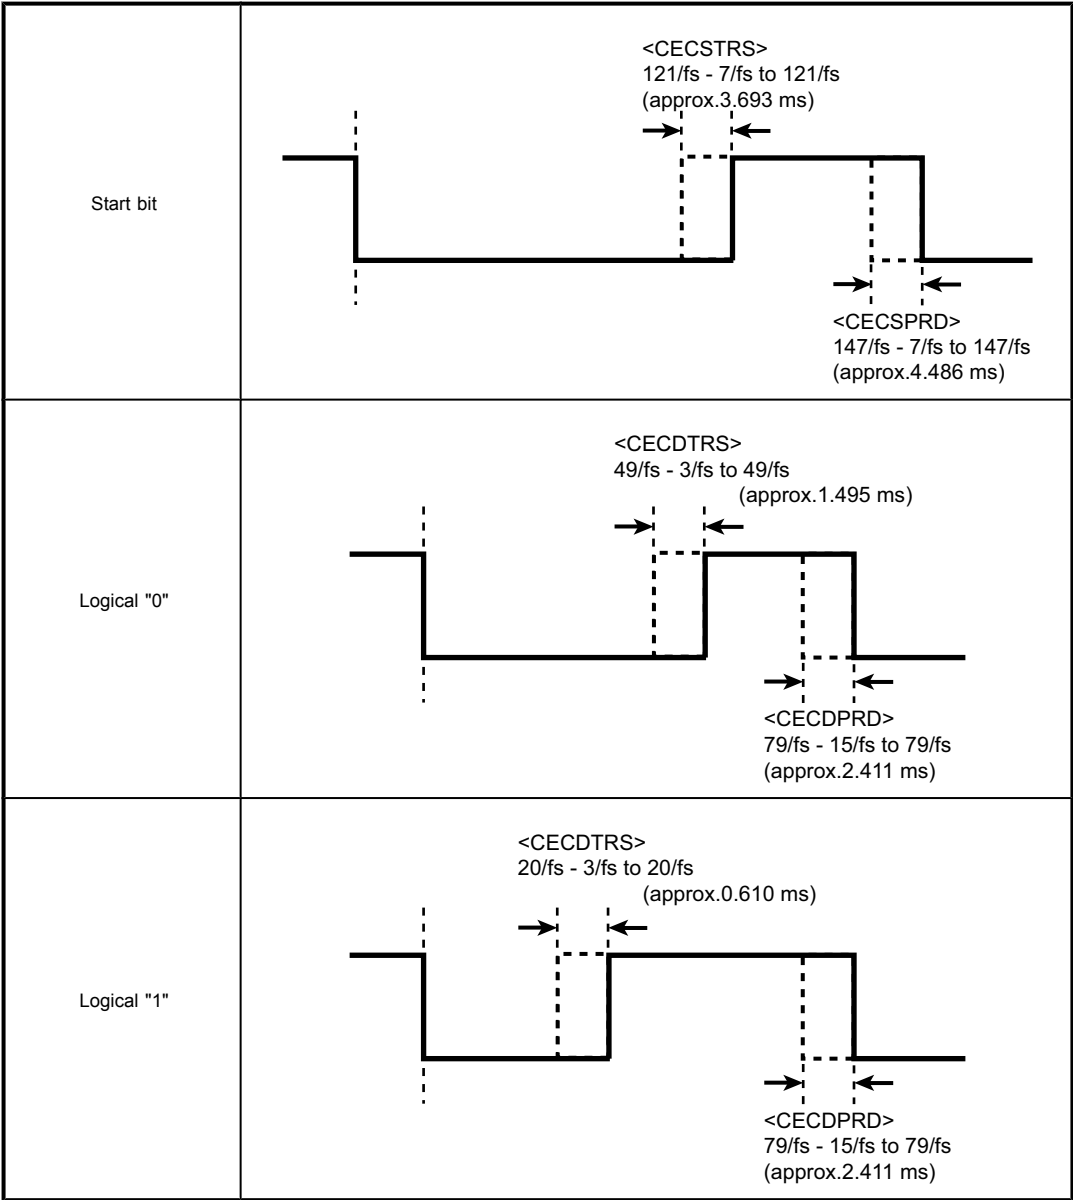 <CECSTRS>
121/fs - 7/fs to 121/fs
(approx.3.693 ms)
Start bit
<CECSPRD>
147/fs - 7/fs to 147/fs
(approx.4.486 ms)
<CECDTRS>
49/fs - 3/fs to 49/fs
(approx.1.495 ms)
Logical "0"
<CECDPRD>
79/fs - 15/fs to 79/fs
(approx.2.411 ms)
<CECDTRS>
20/fs - 3/fs to 20/fs
(approx.0.610 ms)
Logical "1"
<CECDPRD>
79/fs - 15/fs to 79/fs
(approx.2.411 ms)